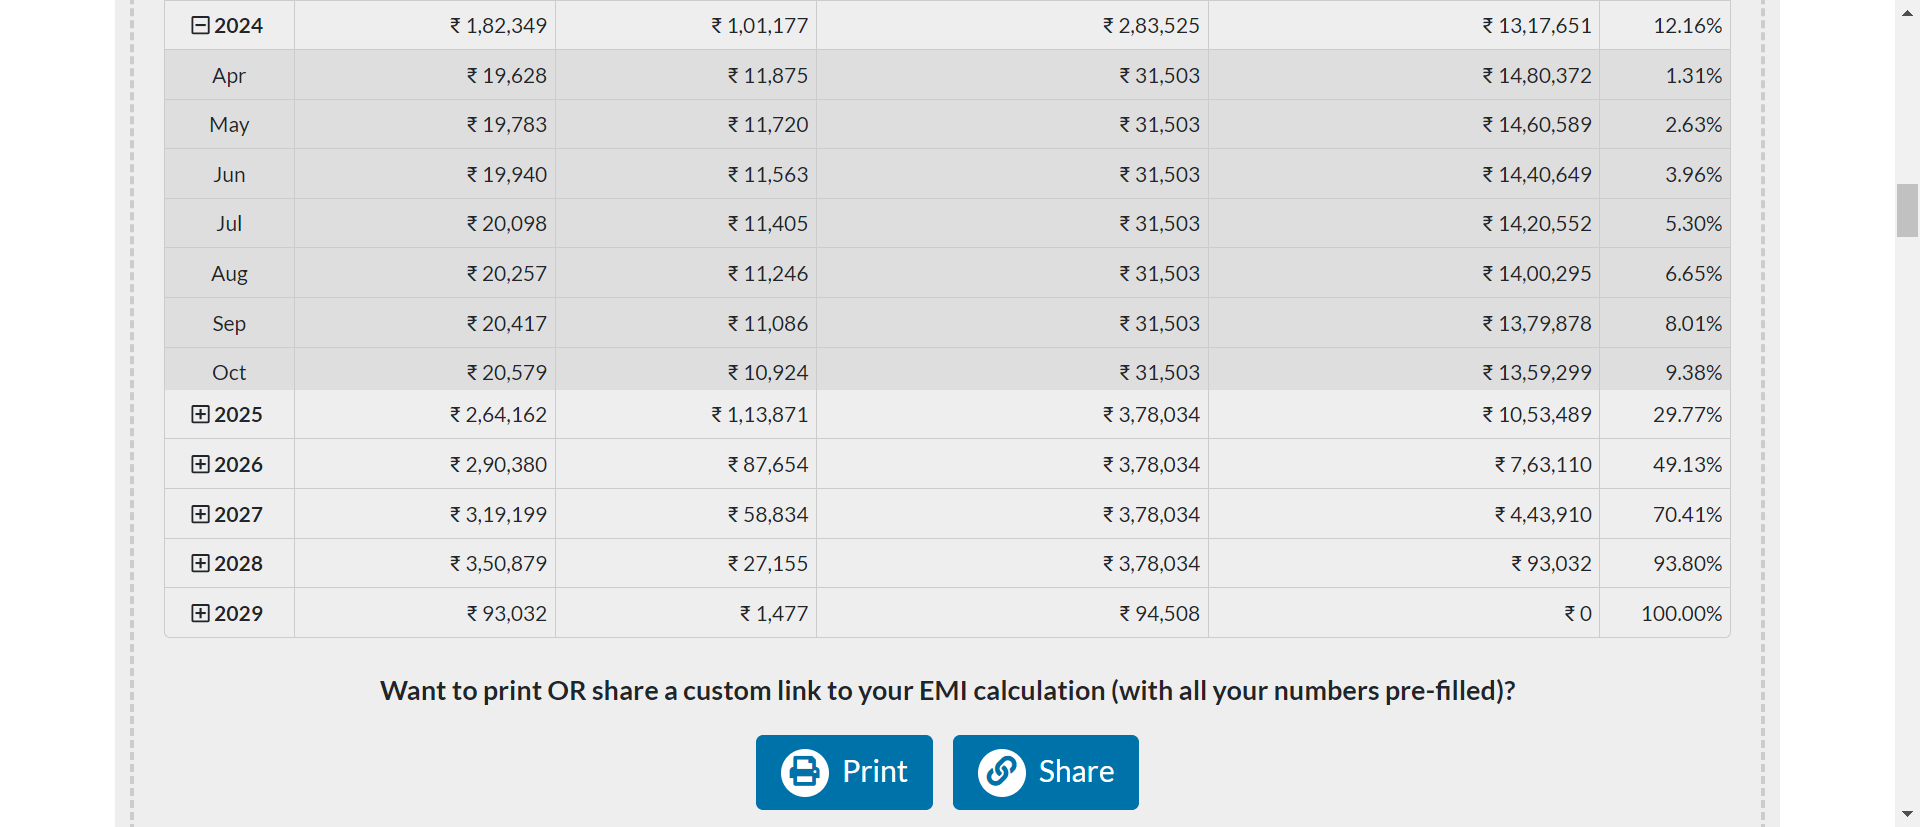 2024 ₹ 1,82,349 ₹ 1,01,177 ₹ 2,83,525 ₹ 13,17,651 12.16%
Apr ₹ 19,628 ₹ 11,875 ₹ 31,503 ₹ 14,80,372 1.31%
May ₹ 19,783 ₹ 11,720 ₹ 31,503 ₹ 14,60,589 2.63%
Jun ₹ 19,940 ₹ 11,563 ₹ 31,503 ₹ 14,40,649 3.96%
Jul ₹ 20,098 ₹ 11,405 ₹ 31,503 ₹ 14,20,552 5.30%
Aug ₹ 20,257 ₹ 11,246 ₹ 31,503 ₹ 14,00,295 6.65%
Sep ₹ 20,417 ₹ 11,086 ₹ 31,503 ₹ 13,79,878 8.01%
Oct ₹ 20,579 ₹ 10,924 ₹ 31,503 ₹ 13,59,299 9.38%
2025 ₹ 2,64,162 ₹ 1,13,871 ₹ 3,78,034 ₹ 10,53,489 29.77%
2026 ₹ 2,90,380 ₹ 87,654 ₹ 3,78,034 ₹ 7,63,110 49.13%
2027 ₹ 3,19,199 ₹ 58,834 ₹ 3,78,034 ₹ 4,43,910 70.41%
2028 ₹ 3,50,879 ₹ 27,155 ₹ 3,78,034 ₹ 93,032 93.80%
2029 ₹ 93,032 ₹ 1,477 ₹ 94,508 ₹ 0 100.00%
Want to print OR share a custom link to your EMI calculation (with all your numbers pre-filled)?
Print Share